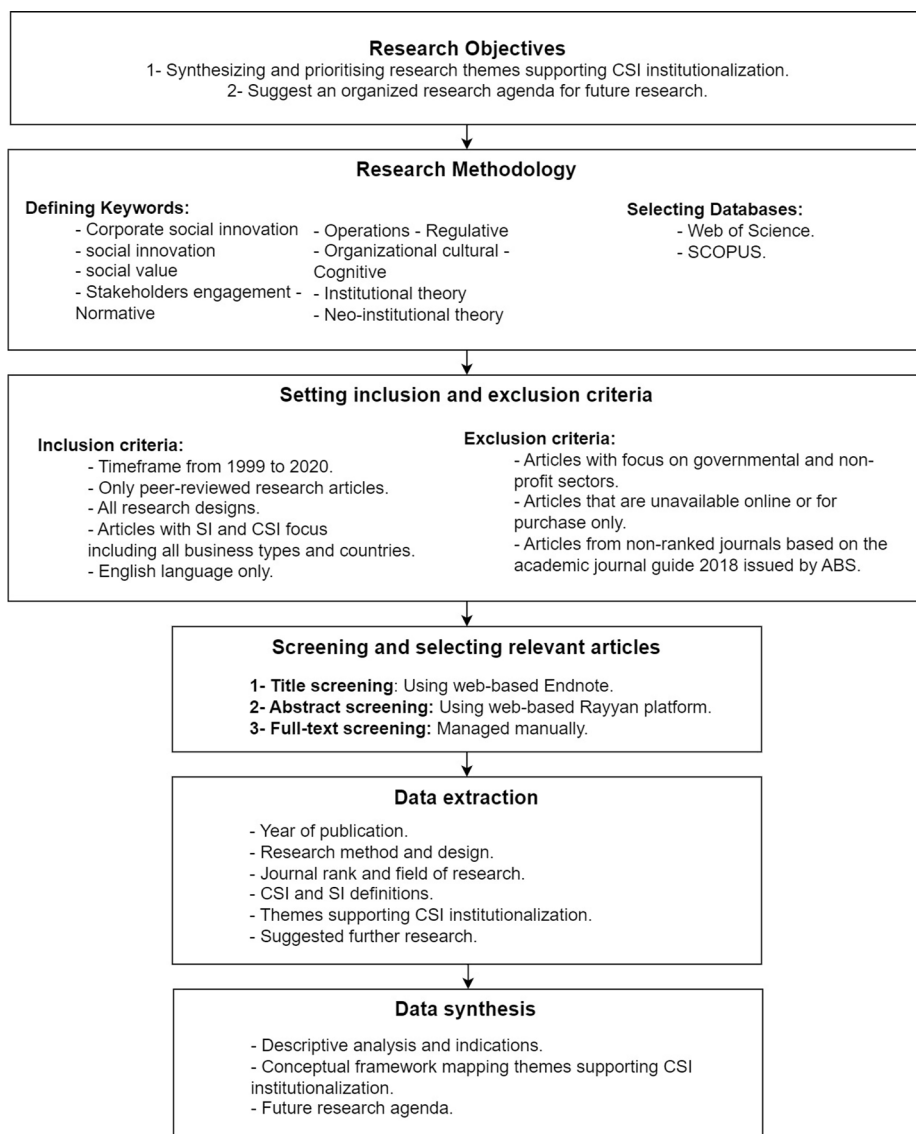 Research Objectives
1- Synthesizing and prioritising research themes supporting CSI institutionalization.
2- Suggest an organized research agenda for future research.
Research Methodology
Defining Keywords:
- Corporate social innovation
- social innovation
- social value
- Stakeholders engagement -
Normative
- Operations - Regulative
- Organizational cultural -
Cognitive
- Institutional theory
- Neo-institutional theory
Selecting Databases:
- Web of Science.
- SCOPUS.
Setting inclusion and exclusion criteria
Inclusion criteria:
- Timeframe from 1999 to 2020.
- Only peer-reviewed research articles.
- All research designs.
- Articles with SI and CSI focus
including all business types and countries.
- English language only.
Exclusion criteria:
- Articles with focus on governmental and non-
profit sectors.
- Articles that are unavailable online or for
purchase only.
- Articles from non-ranked journals based on the
academic journal guide 2018 issued by ABS.
Screening and selecting relevant articles
1- Title screening: Using web-based Endnote.
2- Abstract screening: Using web-based Rayyan platform.
3- Full-text screening: Managed manually.
Data extraction
- Year of publication.
- Research method and design.
- Journal rank and field of research.
- CSI and SI definitions.
- Themes supporting CSI institutionalization.
- Suggested further research.
Data synthesis
- Descriptive analysis and indications.
- Conceptual framework mapping themes supporting CSI
institutionalization.
- Future research agenda.